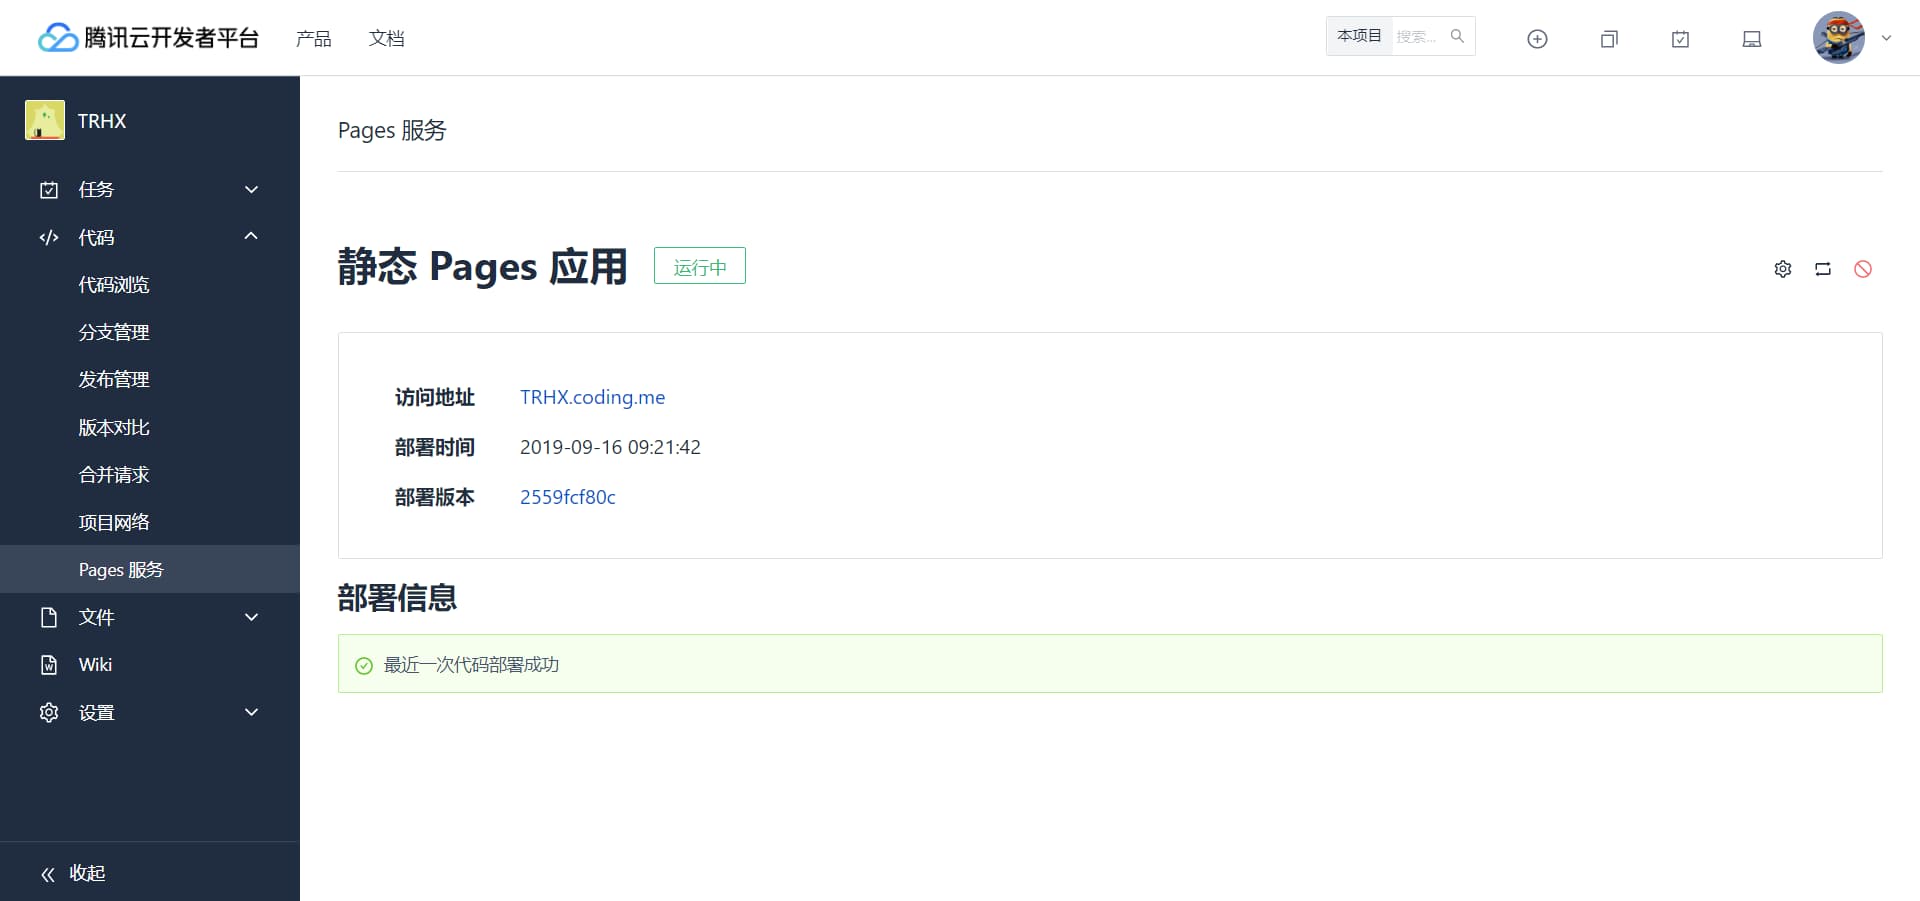 腾讯云开发者平台 产品 文档 本项目 搜索...
TRHX
任务
代码
代码浏览
分支管理
发布管理
版本对比
合并请求
项目网络
Pages 服务
文件
Wiki
设置
收起
Pages 服务
静态 Pages 应用 运行中
访问地址 TRHX.coding.me
部署时间 2019-09-16 09:21:42
部署版本 2559fcf80c
部署信息
最近一次代码部署成功